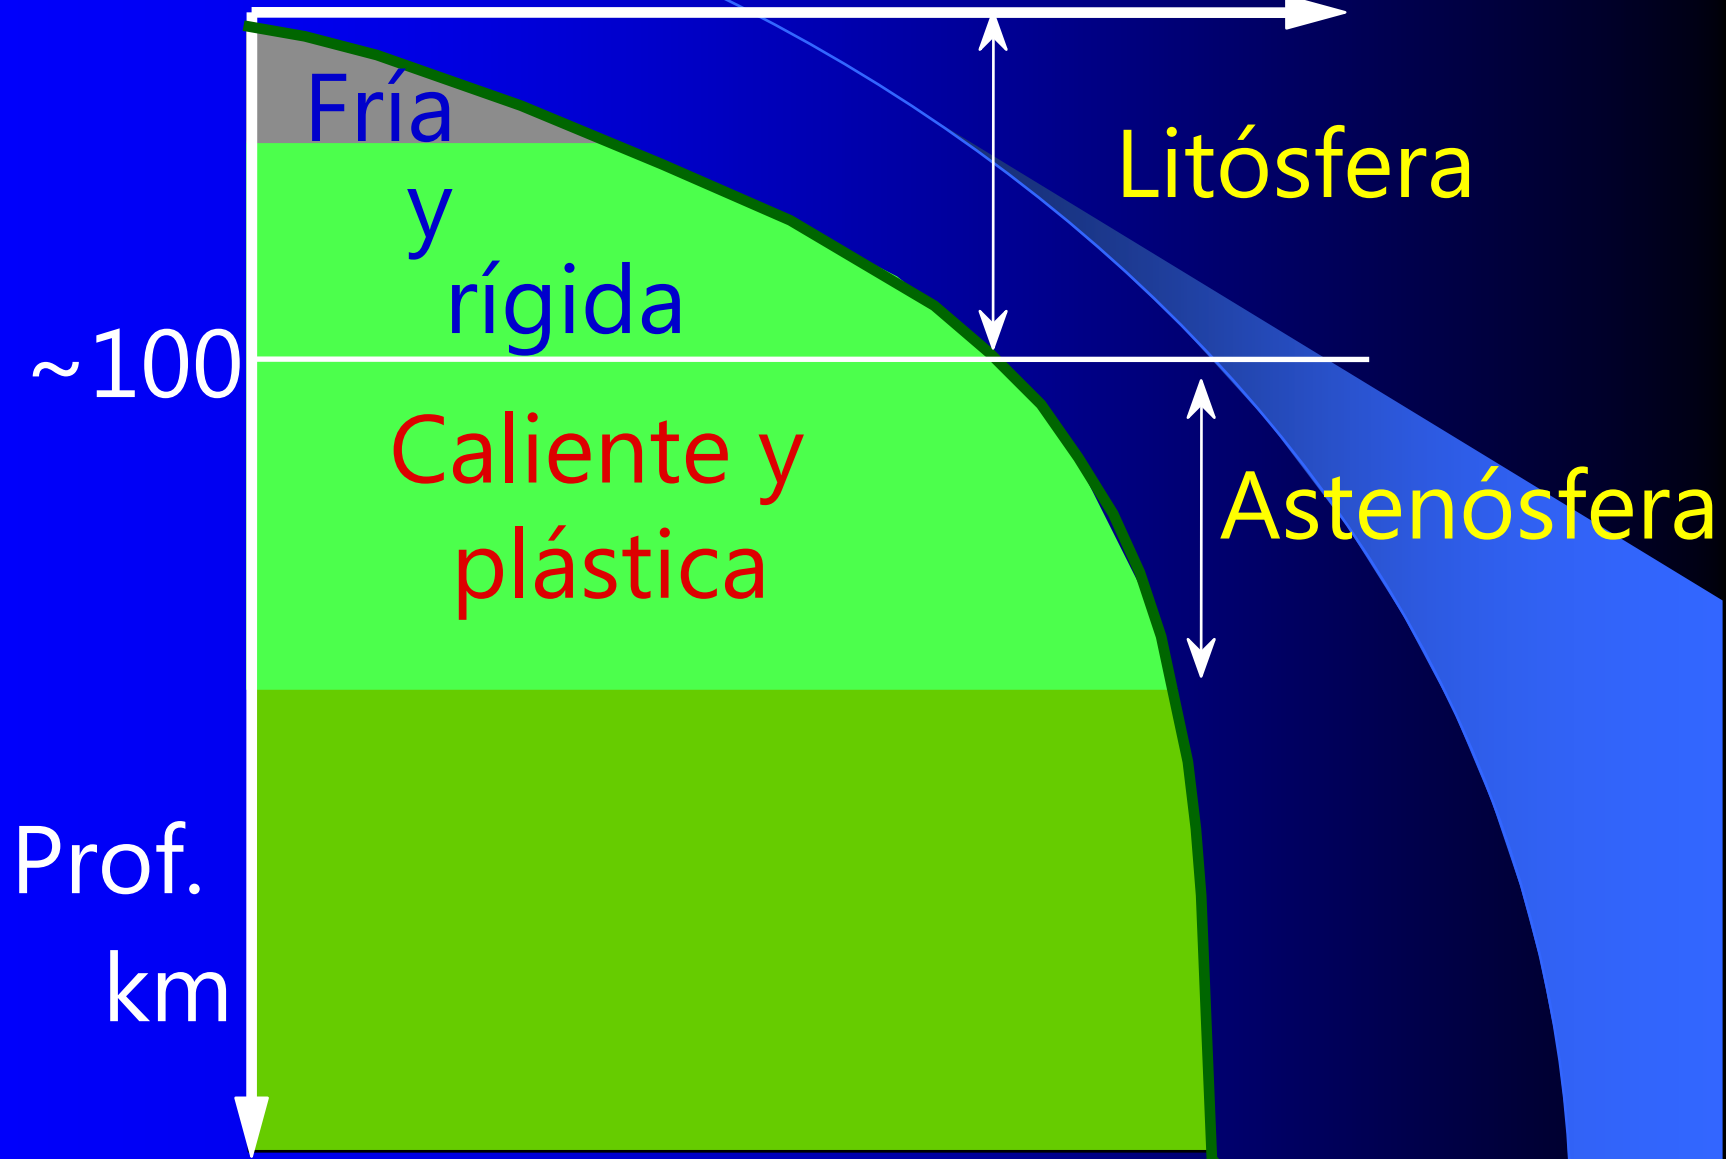 Fría
y
rígida
Litósfera
~100
Caliente y
plástica
Astenósfera
Prof.
km